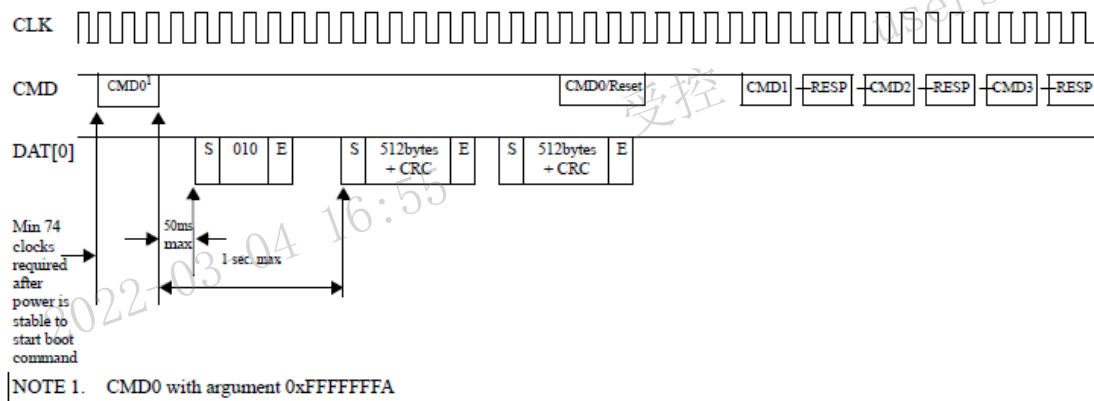 CLK
CMD
CMD0¹
CMD0/Reset
CMD1
RESP
CMD2
RESP
CMD3
RESP
DAT[0]
S
010
E
S
512bytes
+ CRC
E
S
512bytes
+ CRC
E
Min 74
clocks
required
after
power is
stable to
start boot
command
50ms
max
1 sec. max
NOTE 1. CMD0 with argument 0xFFFFFFFA
2022-03-04 16:55
受控
users